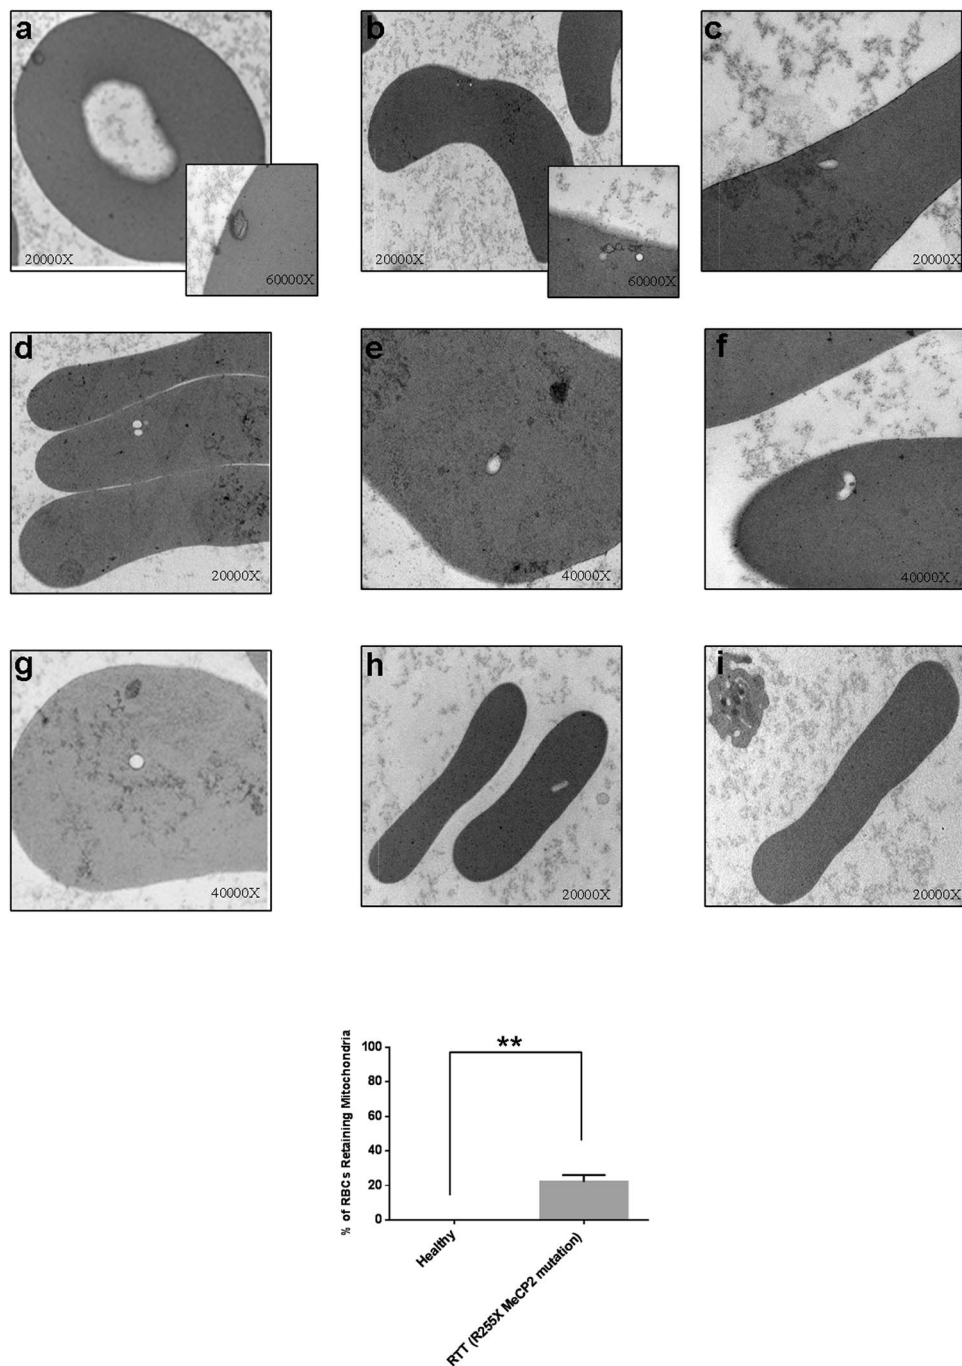 a
b
c
20000X
60000X
20000X
60000X
20000X
d
e
f
20000X
40000X
40000X
g
h
i
40000X
20000X
20000X
**
% of RBCs Retaining Mitochondria
100
80
60
40
20
0
Healthy
RTT (R255X MeCP2 mutation)